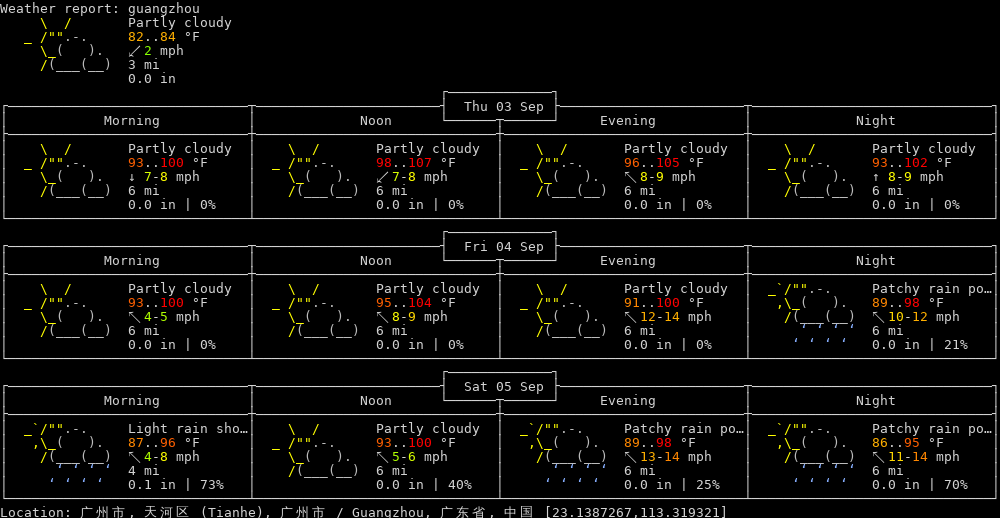 Weather report: guangzhou
Partly cloudy
82..84 °F
↙ 2 mph
3 mi
0.0 in
Thu 03 Sep
Morning Noon Evening Night
Partly cloudy Partly cloudy Partly cloudy Partly cloudy
93..100 °F 98..107 °F 96..105 °F 93..102 °F
↓ 7-8 mph ↙ 7-8 mph ↖ 8-9 mph ↑ 8-9 mph
6 mi 6 mi 6 mi 6 mi
0.0 in | 0% 0.0 in | 0% 0.0 in | 0% 0.0 in | 0%
Fri 04 Sep
Morning Noon Evening Night
Partly cloudy Partly cloudy Partly cloudy Patchy rain po…
93..100 °F 95..104 °F 91..100 °F 89..98 °F
↖ 4-5 mph ↖ 8-9 mph ↖ 12-14 mph ↖ 10-12 mph
6 mi 6 mi 6 mi 6 mi
0.0 in | 0% 0.0 in | 0% 0.0 in | 0% 0.0 in | 21%
Sat 05 Sep
Morning Noon Evening Night
Light rain sho… Partly cloudy Patchy rain po… Patchy rain po…
87..96 °F 93..100 °F 89..98 °F 86..95 °F
↖ 4-8 mph ↖ 5-6 mph ↖ 13-14 mph ↖ 11-14 mph
4 mi 6 mi 6 mi 6 mi
0.1 in | 73% 0.0 in | 40% 0.0 in | 25% 0.0 in | 70%
Location: 广州市, 天河区 (Tianhe), 广州市 / Guangzhou, 广东省, 中国 [23.1387267,113.319321]